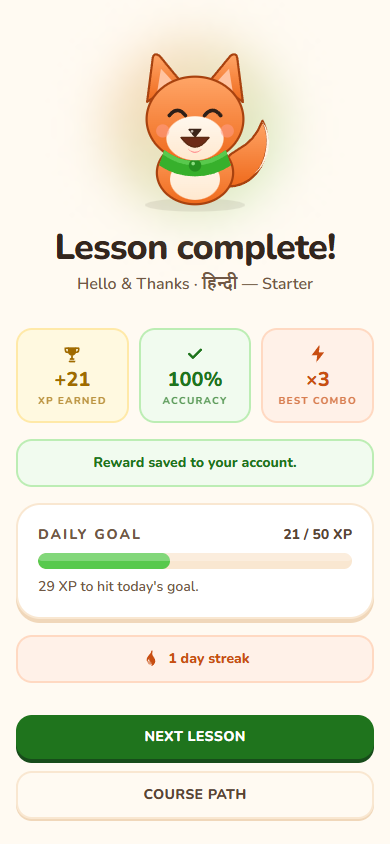 Lesson complete!
Hello & Thanks · हिन्दी — Starter
+21
XP EARNED
100%
ACCURACY
×3
BEST COMBO
Reward saved to your account.
DAILY GOAL
21 / 50 XP
29 XP to hit today's goal.
1 day streak
NEXT LESSON
COURSE PATH